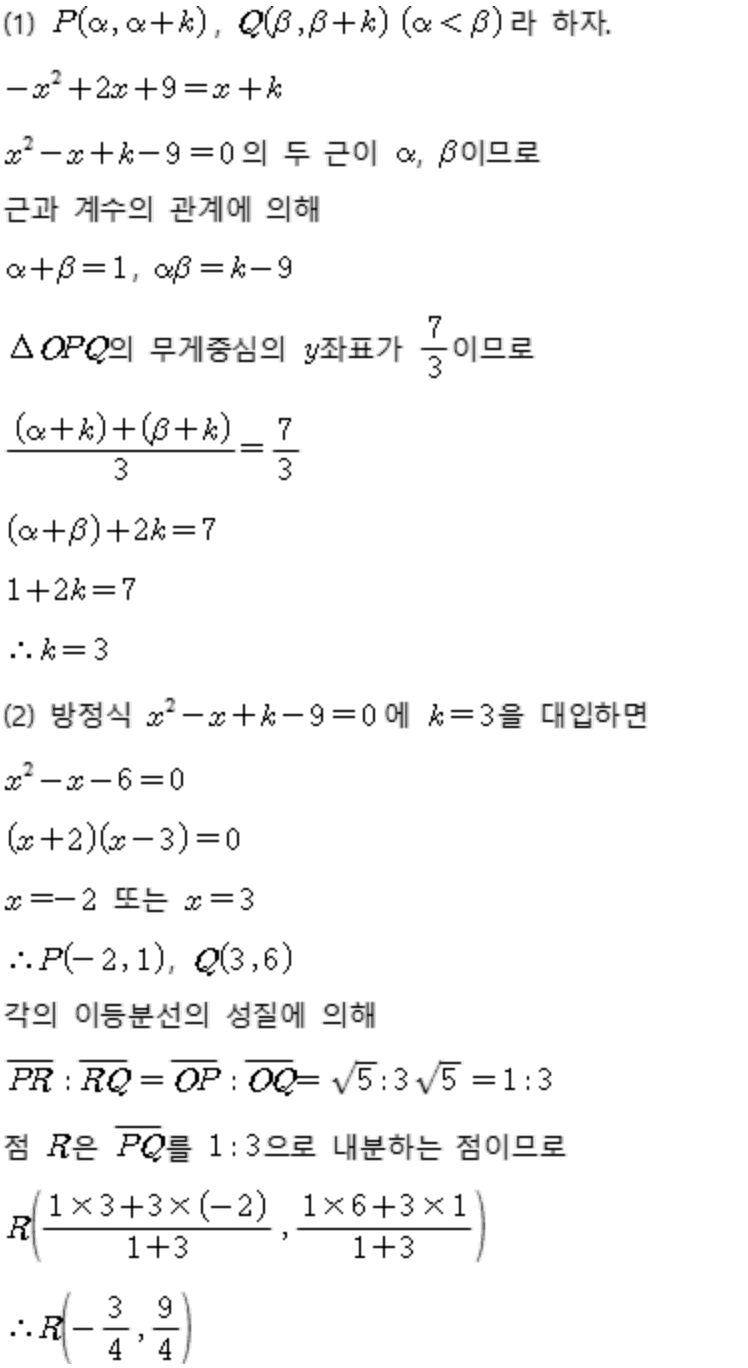 (1) P(α, α+k), Q(β, β+k) (α<β)라 하자.
−x²+2x+9=x+k
x²−x+k−9=0의 두 근이 α, β이므로
근과 계수의 관계에 의해
α+β=1, αβ=k−9
△OPQ의 무게중심의 y좌표가 7/3이므로
((α+k)+(β+k))/3=7/3
(α+β)+2k=7
1+2k=7
∴k=3
(2) 방정식 x²−x+k−9=0에 k=3을 대입하면
x²−x−6=0
(x+2)(x−3)=0
x=−2 또는 x=3
∴P(−2, 1), Q(3, 6)
각의 이등분선의 성질에 의해
P̅R̅ : R̅Q̅ = O̅P̅ : O̅Q̅ = √5 : 3√5 = 1 : 3
점 R은 P̅Q̅를 1 : 3으로 내분하는 점이므로
R((1×3+3×(−2))/(1+3), (1×6+3×1)/(1+3))
∴R(−3/4, 9/4)